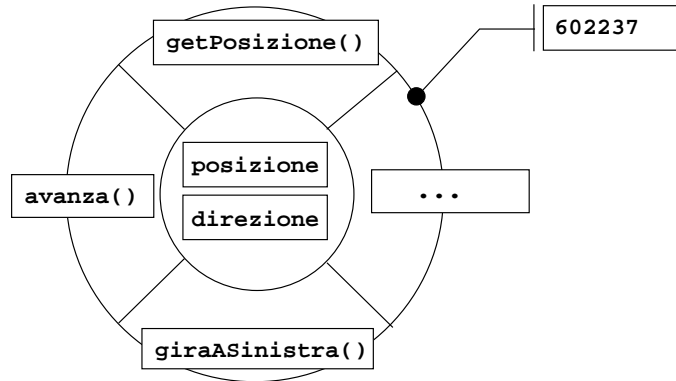 getPosizione()
602237
posizione
avanza()
...
direzione
giraASinistra()